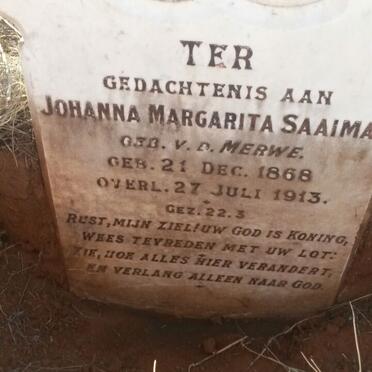 TER
GEDACHTENIS AAN
JOHANNA MARGARITA SAAIMA
GEB. V. D. MERWE.
GEB. 21 DEC. 1868
OVERL. 27 JULI 1913.
GEZ. 22.3
RUST, MIJN ZIEL! UW GOD IS KONING,
WEES TEVREDEN MET UW LOT:
ZIE, HOE ALLES HIER VERANDERT,
EN VERLANG ALLEEN NAAR GOD.